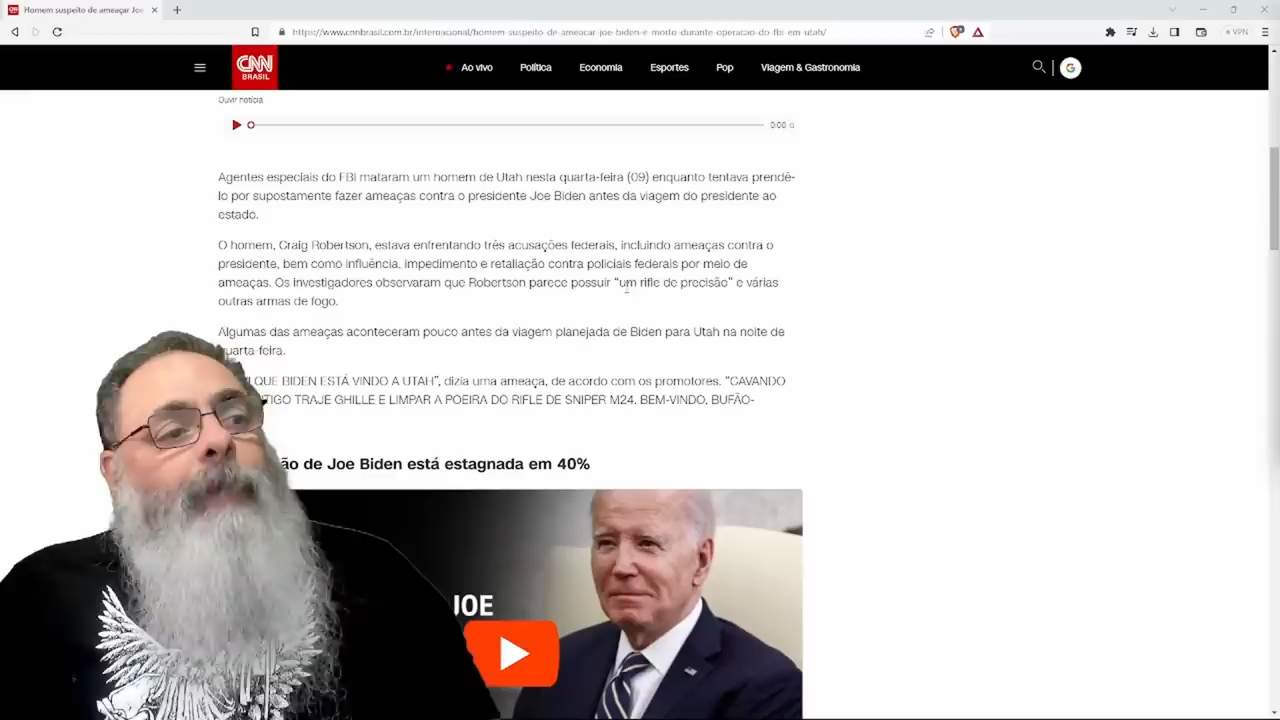 Homem suspeito de ameaçar Joe
https://www.cnnbrasil.com.br/internacional/homem-suspeito-de-ameacar-joe-biden-e-morto-durante-operacao-do-fbi-em-utah/
VPN
CNN
BRASIL
Ao vivo
Política
Economia
Esportes
Pop
Viagem & Gastronomia
G
Ouvir notícia
0:00
Agentes especiais do FBI mataram um homem de Utah nesta quarta-feira (09) enquanto tentava prendê-
lo por supostamente fazer ameaças contra o presidente Joe Biden antes da viagem do presidente ao
estado.
O homem, Craig Robertson, estava enfrentando três acusações federais, incluindo ameaças contra o
presidente, bem como influência, impedimento e retaliação contra policiais federais por meio de
ameaças. Os investigadores observaram que Robertson parece possuir “um rifle de precisão” e várias
outras armas de fogo.
Algumas das ameaças aconteceram pouco antes da viagem planejada de Biden para Utah na noite de
quarta-feira.
QUE BIDEN ESTÁ VINDO A UTAH”, dizia uma ameaça, de acordo com os promotores. “CAVANDO
TRAJE GHILLE E LIMPAR A POEIRA DO RIFLE DE SNIPER M24. BEM-VINDO, BUFÃO-
de Joe Biden está estagnada em 40%
JOE